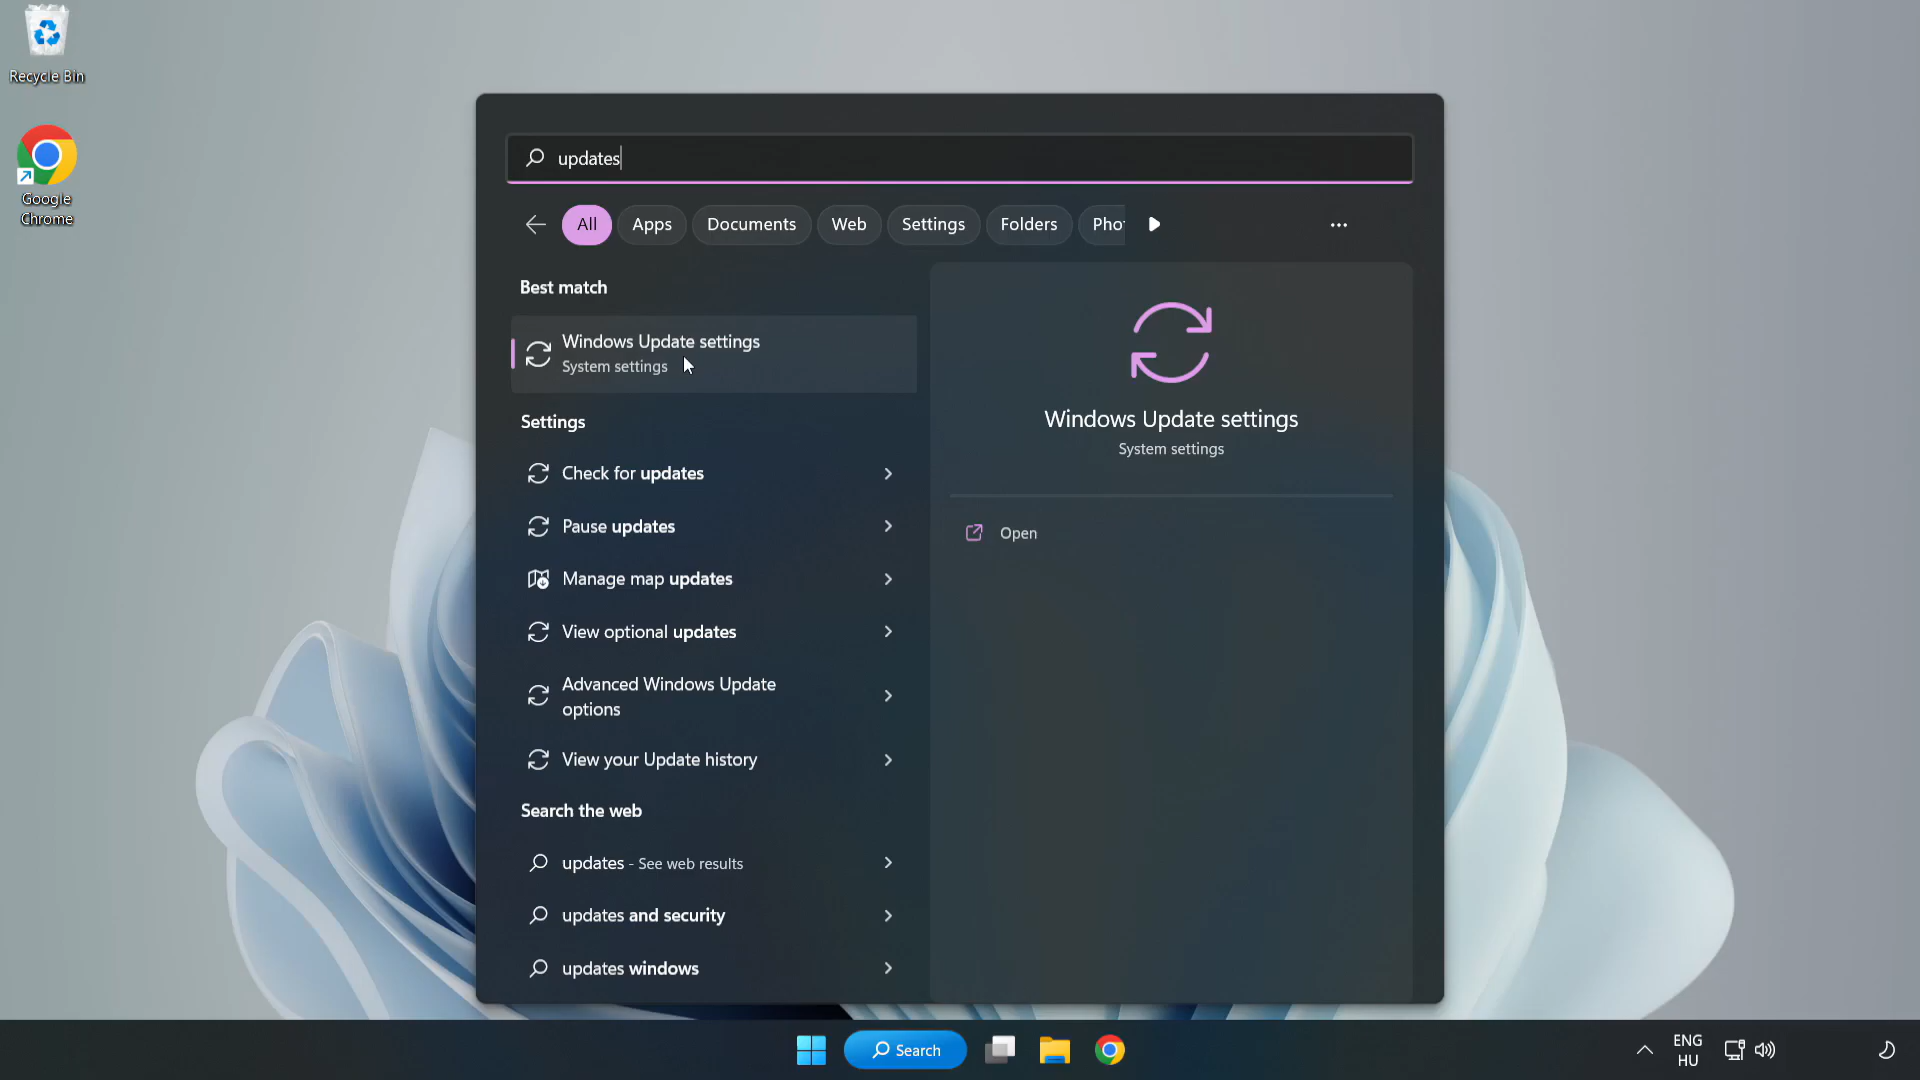 Recycle Bin
Google
Chrome
updates
All
Apps
Documents
Web
Settings
Folders
Best match
Windows Update settings
System settings
Settings
Check for updates
Pause updates
Manage map updates
View optional updates
Advanced Windows Update
options
View your Update history
Search the web
updates - See web results
updates and security
updates windows
Windows Update settings
System settings
Open
Search
ENG
HU